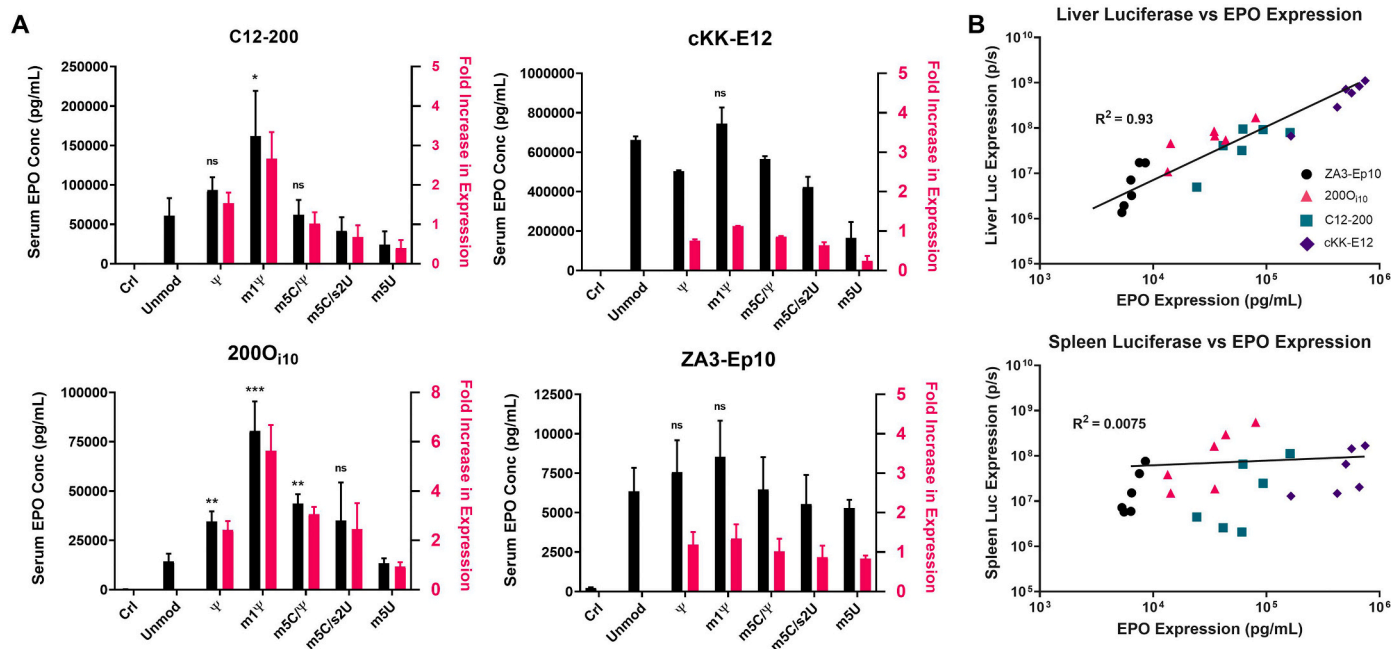 A
C12-200
Serum EPO Conc (pg/mL)
250000
200000
150000
100000
50000
0
ns
*
ns
5
4
3
2
1
0
Fold Increase in Expression
Crl
Unmod
Ψ
m1Ψ
m5C/Ψ
m5C/s2U
m5U
cKK-E12
Serum EPO Conc (pg/mL)
1000000
800000
600000
400000
200000
0
ns
5
4
3
2
1
0
Fold Increase in Expression
Crl
Unmod
Ψ
m1Ψ
m5C/Ψ
m5C/s2U
m5U
200O_i10
Serum EPO Conc (pg/mL)
100000
75000
50000
25000
0
**
***
**
ns
8
6
4
2
0
Fold Increase in Expression
Crl
Unmod
Ψ
m1Ψ
m5C/Ψ
m5C/s2U
m5U
ZA3-Ep10
Serum EPO Conc (pg/mL)
12500
10000
7500
5000
2500
0
ns
ns
5
4
3
2
1
0
Fold Increase in Expression
Crl
Unmod
Ψ
m1Ψ
m5C/Ψ
m5C/s2U
m5U
B
Liver Luciferase vs EPO Expression
Liver Luc Expression (p/s)
10¹⁰
10⁹
10⁸
10⁷
10⁶
10⁵
R² = 0.93
ZA3-Ep10
200O_i10
C12-200
cKK-E12
10³
10⁴
10⁵
10⁶
EPO Expression (pg/mL)
Spleen Luciferase vs EPO Expression
Spleen Luc Expression (p/s)
10¹⁰
10⁹
10⁸
10⁷
10⁶
10⁵
R² = 0.0075
10³
10⁴
10⁵
10⁶
EPO Expression (pg/mL)